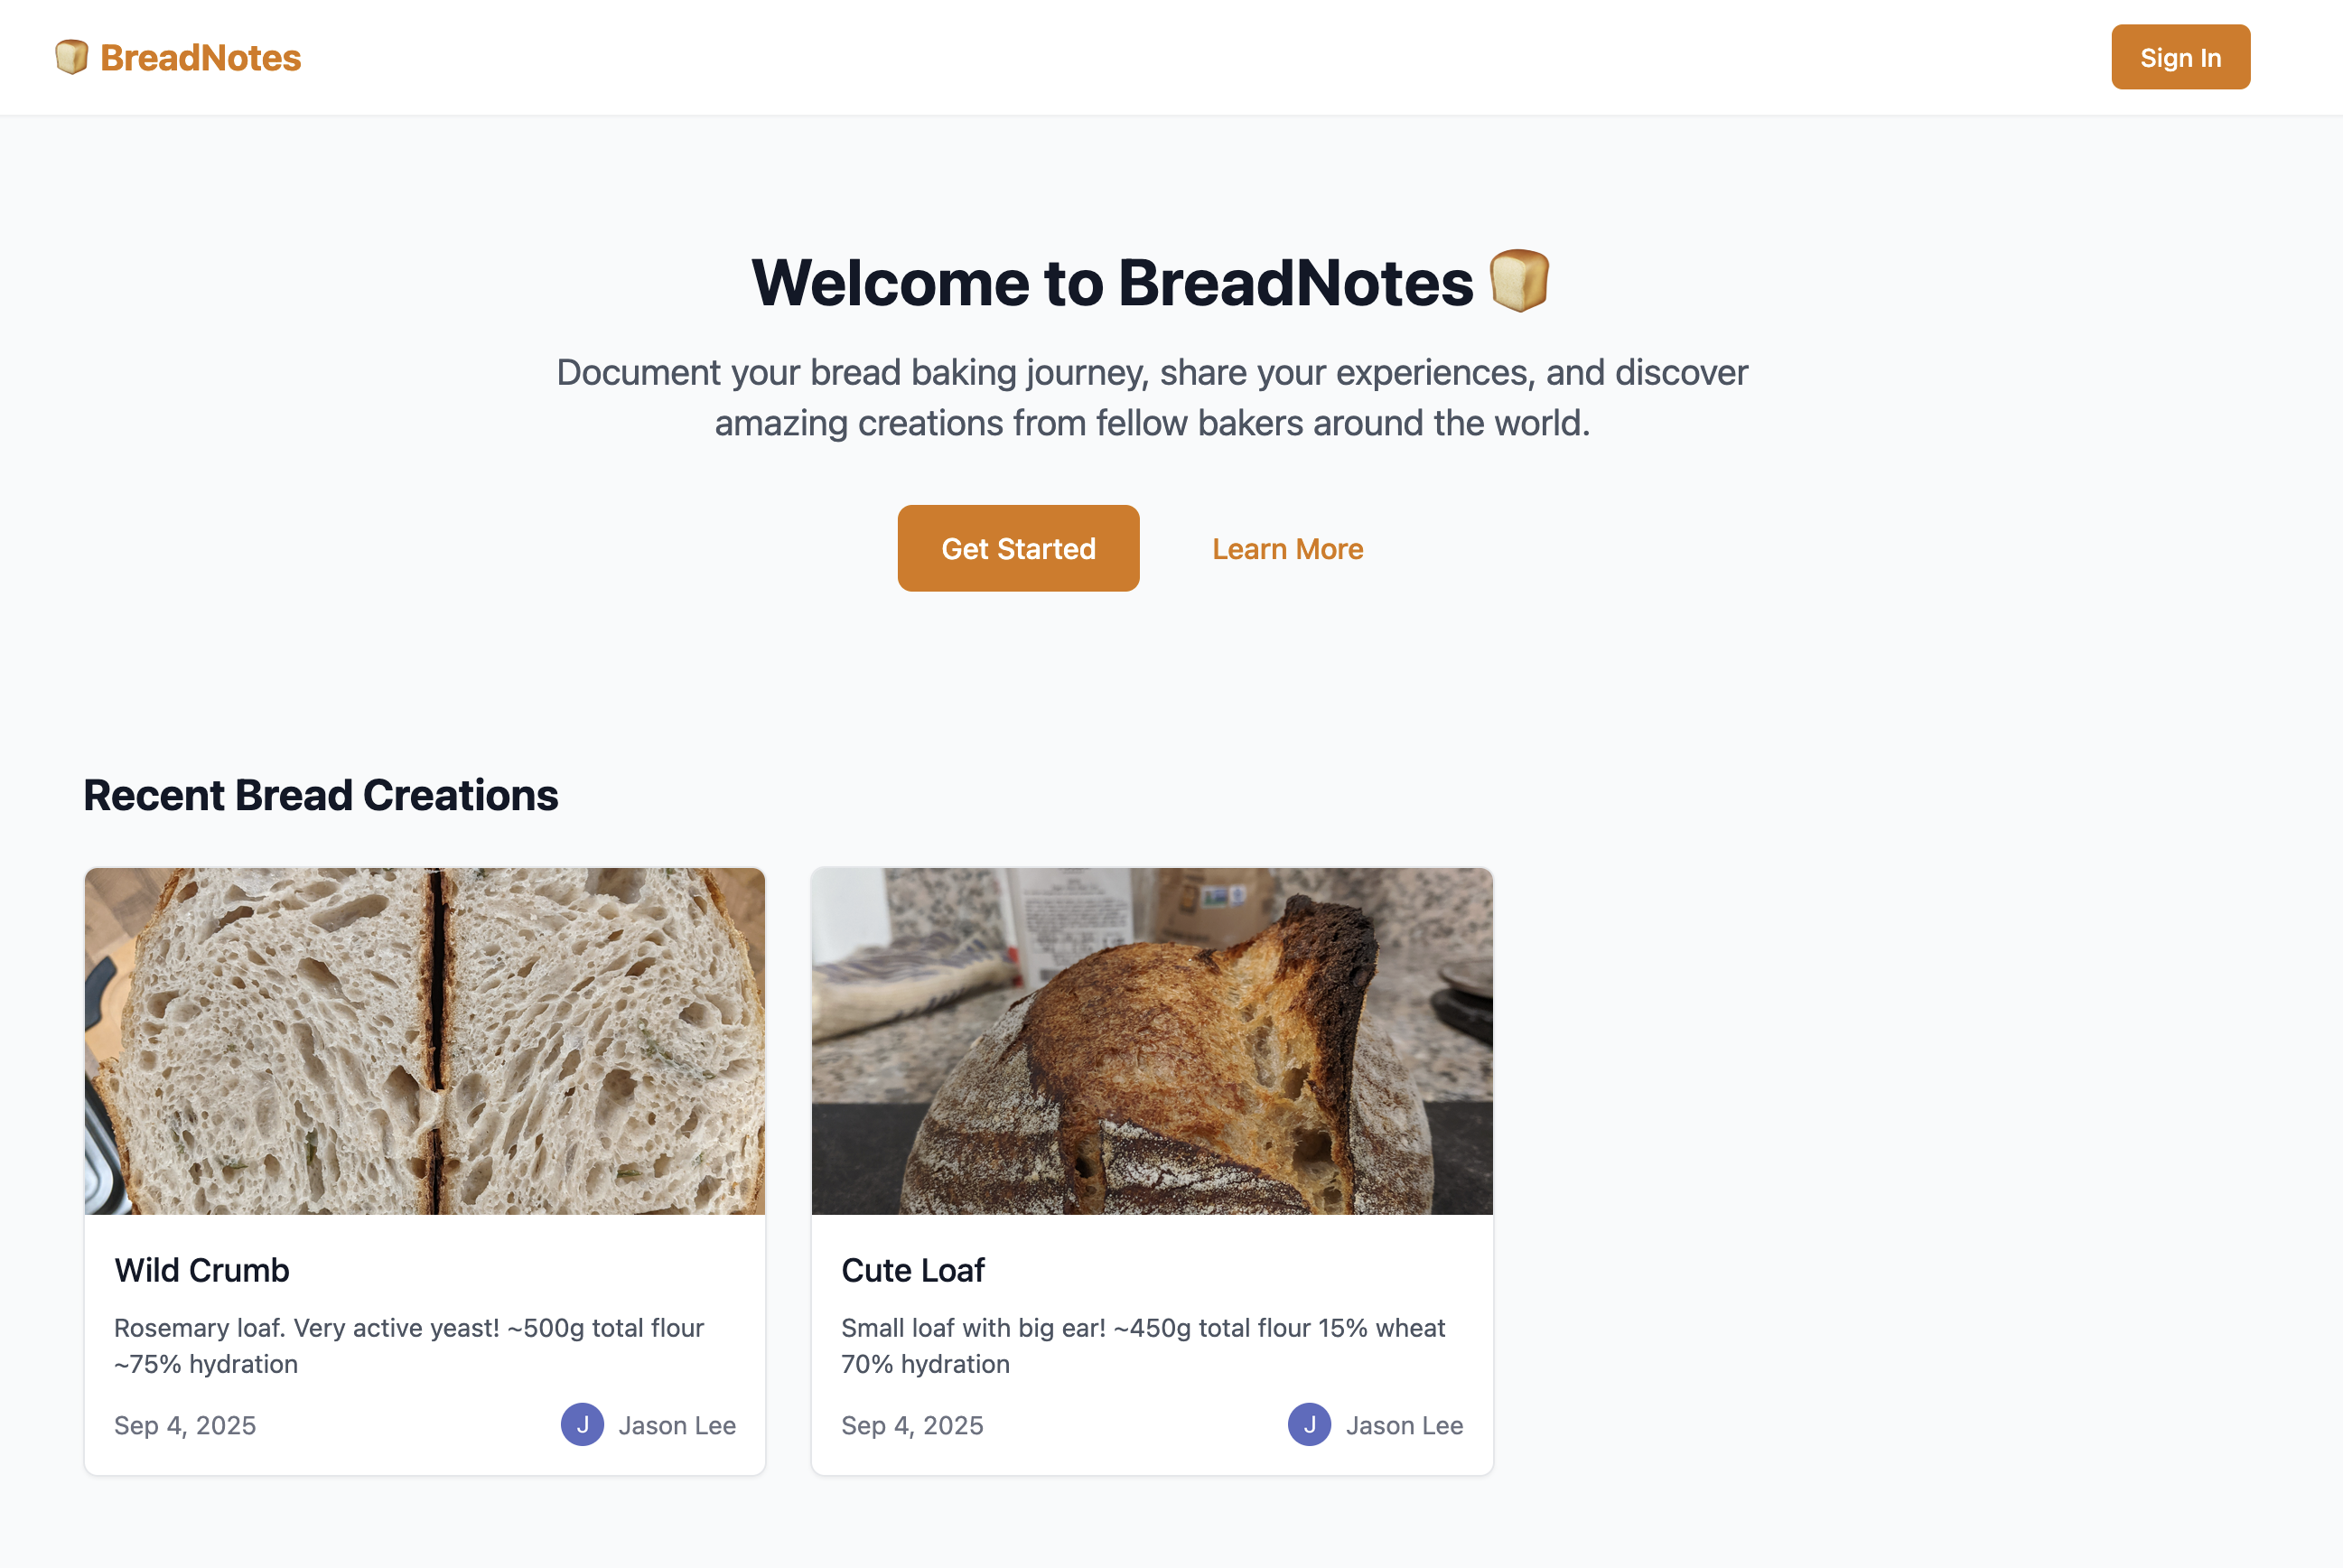 BreadNotes
Sign In
Welcome to BreadNotes
Document your bread baking journey, share your experiences, and discover
amazing creations from fellow bakers around the world.
Get Started
Learn More
Recent Bread Creations
Wild Crumb
Rosemary loaf. Very active yeast! ~500g total flour
~75% hydration
Sep 4, 2025
J
Jason Lee
Cute Loaf
Small loaf with big ear! ~450g total flour 15% wheat
70% hydration
Sep 4, 2025
J
Jason Lee